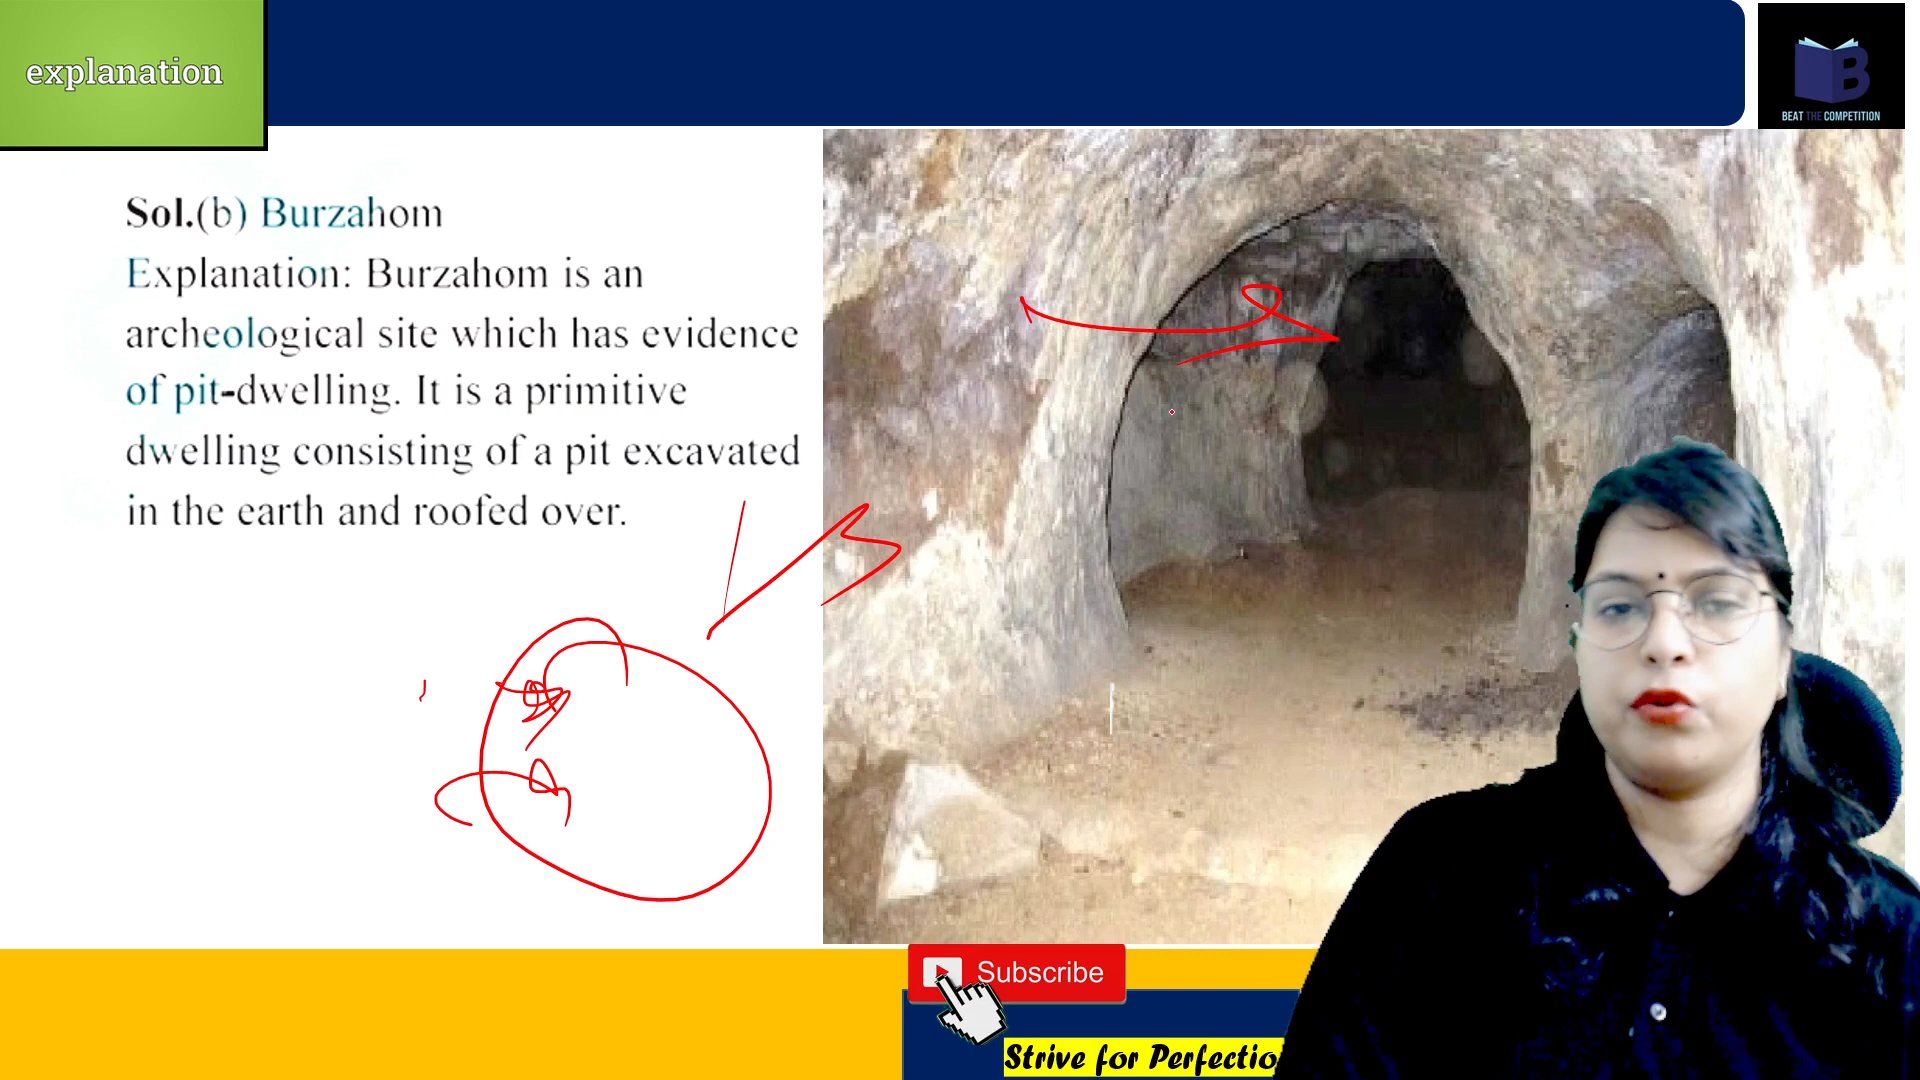 explanation
BEAT THE COMPETITION
Sol.(b) Burzahom
Explanation: Burzahom is an
archeological site which has evidence
of pit-dwelling. It is a primitive
dwelling consisting of a pit excavated
in the earth and roofed over.
Subscribe
Strive for Perfectio